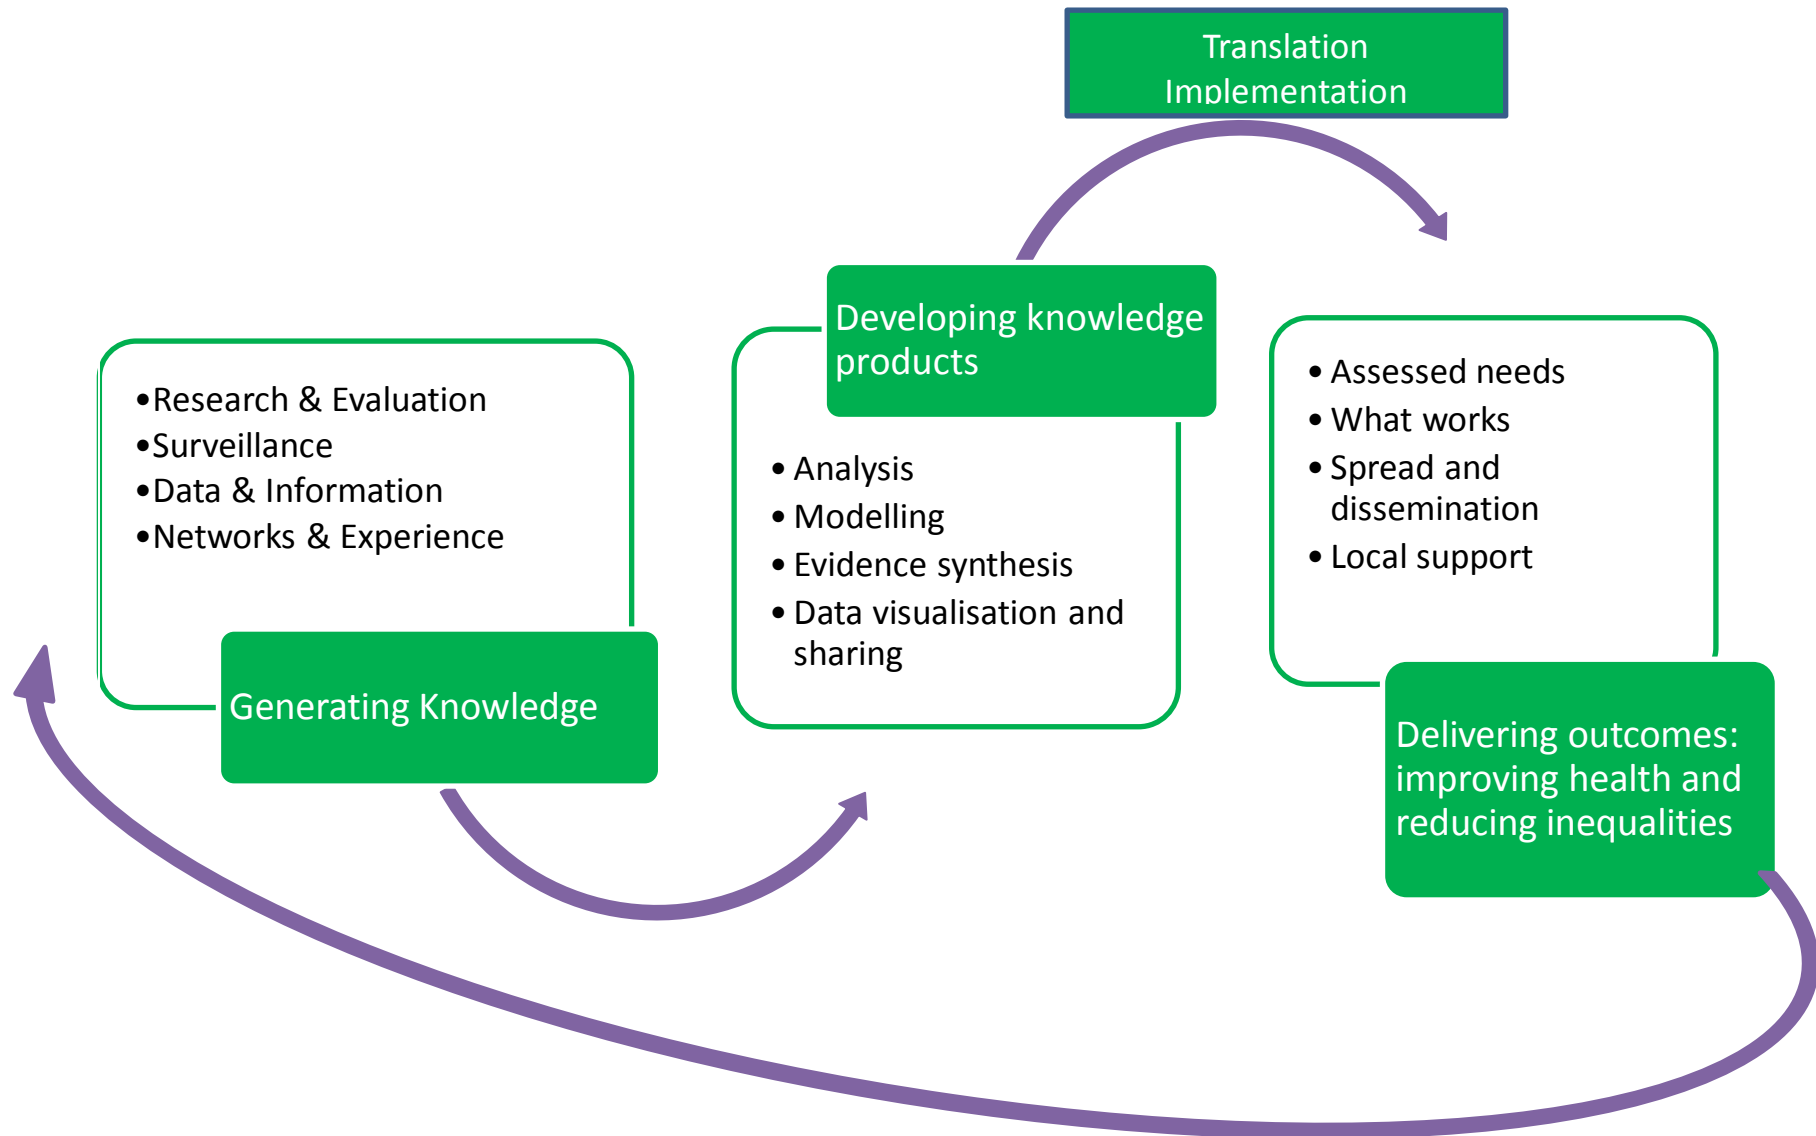 Translation
Implementation
•Research & Evaluation
•Surveillance
•Data & Information
•Networks & Experience
Generating Knowledge
Developing knowledge
products
• Analysis
• Modelling
• Evidence synthesis
• Data visualisation and
sharing
• Assessed needs
• What works
• Spread and
dissemination
• Local support
Delivering outcomes:
improving health and
reducing inequalities